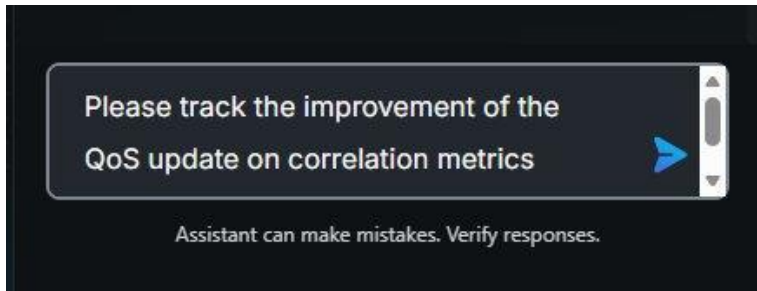 Please track the improvement of the
QoS update on correlation metrics
Assistant can make mistakes. Verify responses.